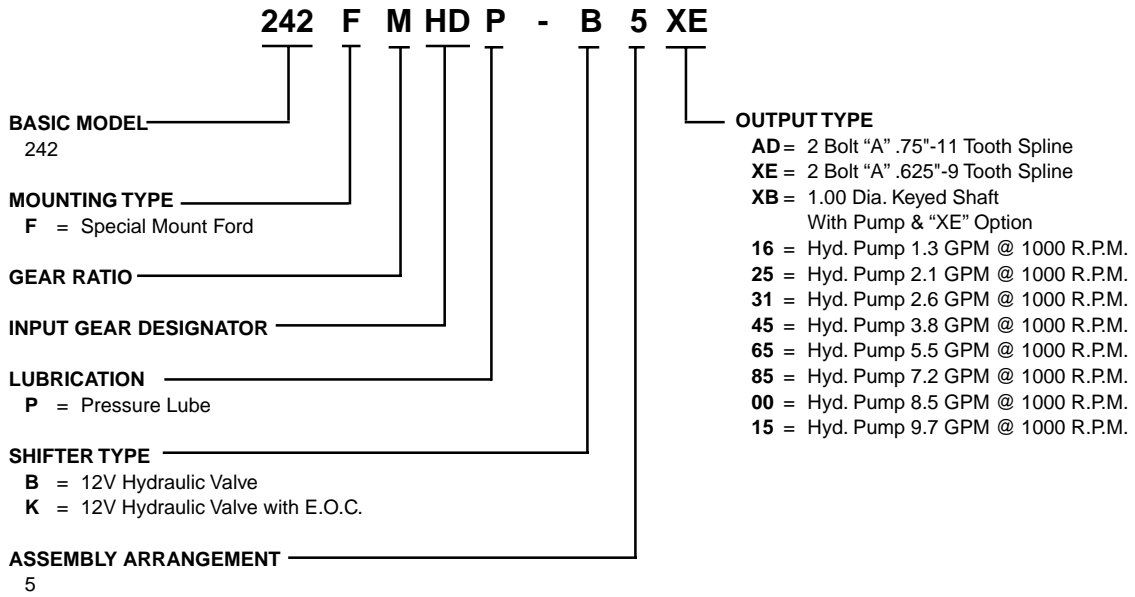 242 F M HD P - B 5 XE
BASIC MODEL
242
MOUNTING TYPE
F = Special Mount Ford
GEAR RATIO
INPUT GEAR DESIGNATOR
LUBRICATION
P = Pressure Lube
SHIFTER TYPE
B = 12V Hydraulic Valve
K = 12V Hydraulic Valve with E.O.C.
ASSEMBLY ARRANGEMENT
5
OUTPUT TYPE
AD = 2 Bolt “A” .75"-11 Tooth Spline
XE = 2 Bolt “A” .625"-9 Tooth Spline
XB = 1.00 Dia. Keyed Shaft
With Pump & “XE” Option
16 = Hyd. Pump 1.3 GPM @ 1000 R.P.M.
25 = Hyd. Pump 2.1 GPM @ 1000 R.P.M.
31 = Hyd. Pump 2.6 GPM @ 1000 R.P.M.
45 = Hyd. Pump 3.8 GPM @ 1000 R.P.M.
65 = Hyd. Pump 5.5 GPM @ 1000 R.P.M.
85 = Hyd. Pump 7.2 GPM @ 1000 R.P.M.
00 = Hyd. Pump 8.5 GPM @ 1000 R.P.M.
15 = Hyd. Pump 9.7 GPM @ 1000 R.P.M.